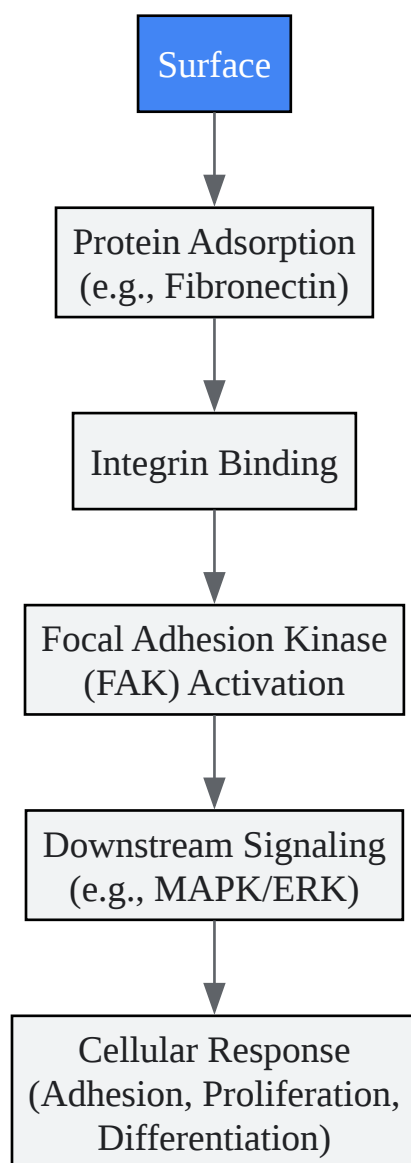 Surface
Protein Adsorption
(e.g., Fibronectin)
Integrin Binding
Focal Adhesion Kinase
(FAK) Activation
Downstream Signaling
(e.g., MAPK/ERK)
Cellular Response
(Adhesion, Proliferation,
Differentiation)